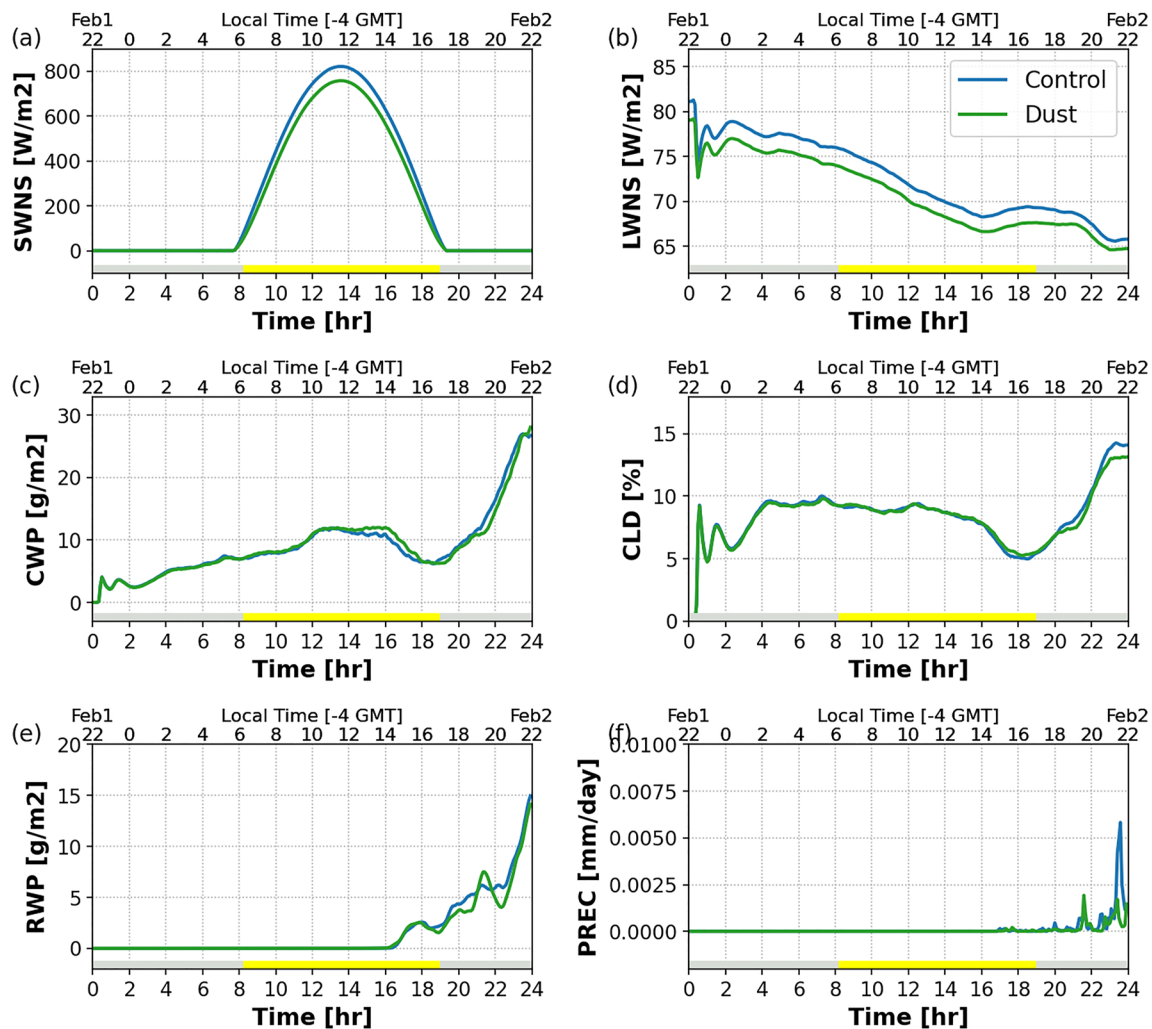 (a)
Feb1 Local Time [-4 GMT] Feb2
22 0 2 4 6 8 10 12 14 16 18 20 22
SWNS [W/m2]
800
600
400
200
0
0 2 4 6 8 10 12 14 16 18 20 22 24
Time [hr]
(b)
Feb1 Local Time [-4 GMT] Feb2
22 0 2 4 6 8 10 12 14 16 18 20 22
LWNS [W/m2]
85
80
75
70
65
Control
Dust
0 2 4 6 8 10 12 14 16 18 20 22 24
Time [hr]
(c)
Feb1 Local Time [-4 GMT] Feb2
22 0 2 4 6 8 10 12 14 16 18 20 22
CWP [g/m2]
30
20
10
0
0 2 4 6 8 10 12 14 16 18 20 22 24
Time [hr]
(d)
Feb1 Local Time [-4 GMT] Feb2
22 0 2 4 6 8 10 12 14 16 18 20 22
CLD [%]
15
10
5
0
0 2 4 6 8 10 12 14 16 18 20 22 24
Time [hr]
(e)
Feb1 Local Time [-4 GMT] Feb2
22 0 2 4 6 8 10 12 14 16 18 20 22
RWP [g/m2]
20
15
10
5
0
0 2 4 6 8 10 12 14 16 18 20 22 24
Time [hr]
(f)
Feb1 Local Time [-4 GMT] Feb2
22 0 2 4 6 8 10 12 14 16 18 20 22
PREC [mm/day]
0.0100
0.0075
0.0050
0.0025
0.0000
0 2 4 6 8 10 12 14 16 18 20 22 24
Time [hr]